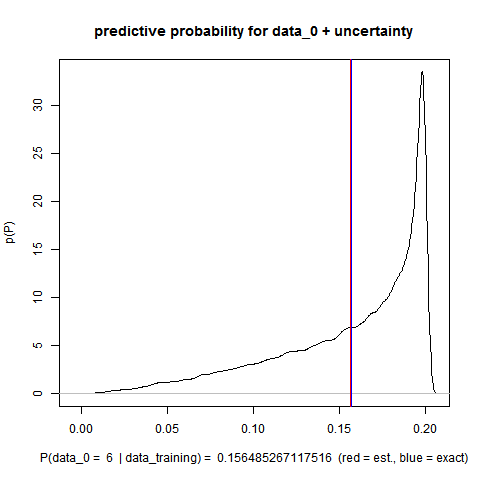 predictive probability for data_0 + uncertainty
p(P)
30
25
20
15
10
5
0
0.00 0.05 0.10 0.15 0.20
P(data_0 = 6 | data_training) = 0.156485267117516 (red = est., blue = exact)